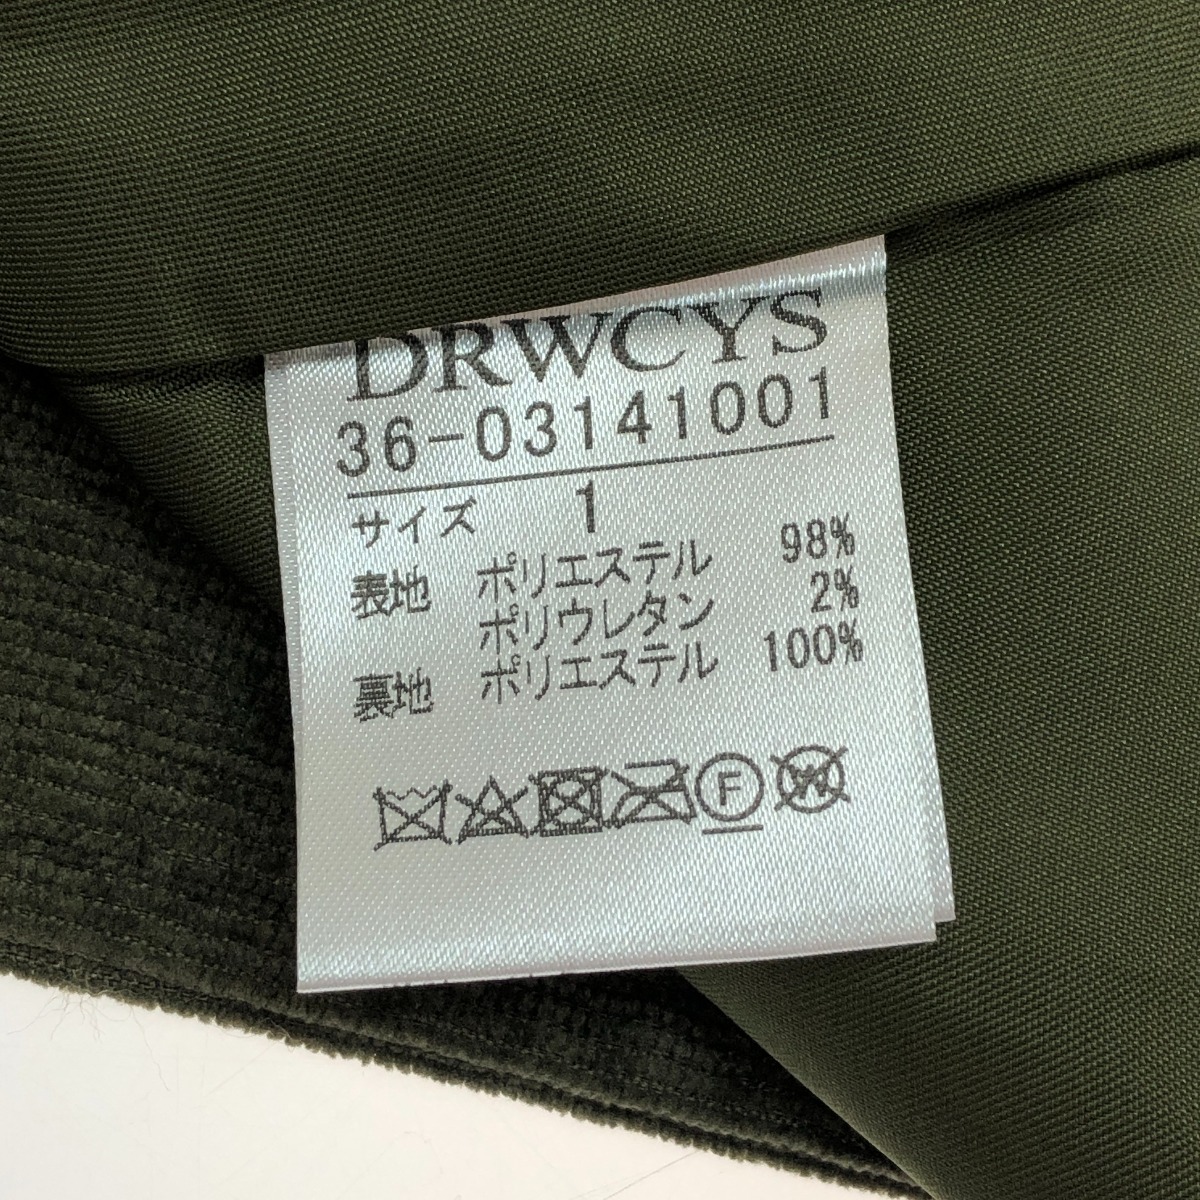 DRWCYS
36-03141001
サイズ 1
表地 ポリエステル 98%
ポリウレタン 2%
裏地 ポリエステル 100%
F W